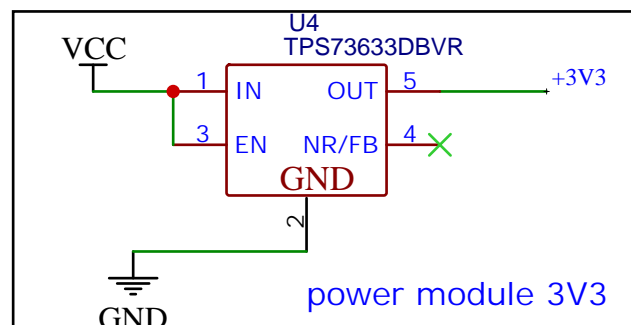 U4
TPS73633DBVR
VCC
1 IN OUT 5 +3V3
3 EN NR/FB 4
GND
2
GND
power module 3V3